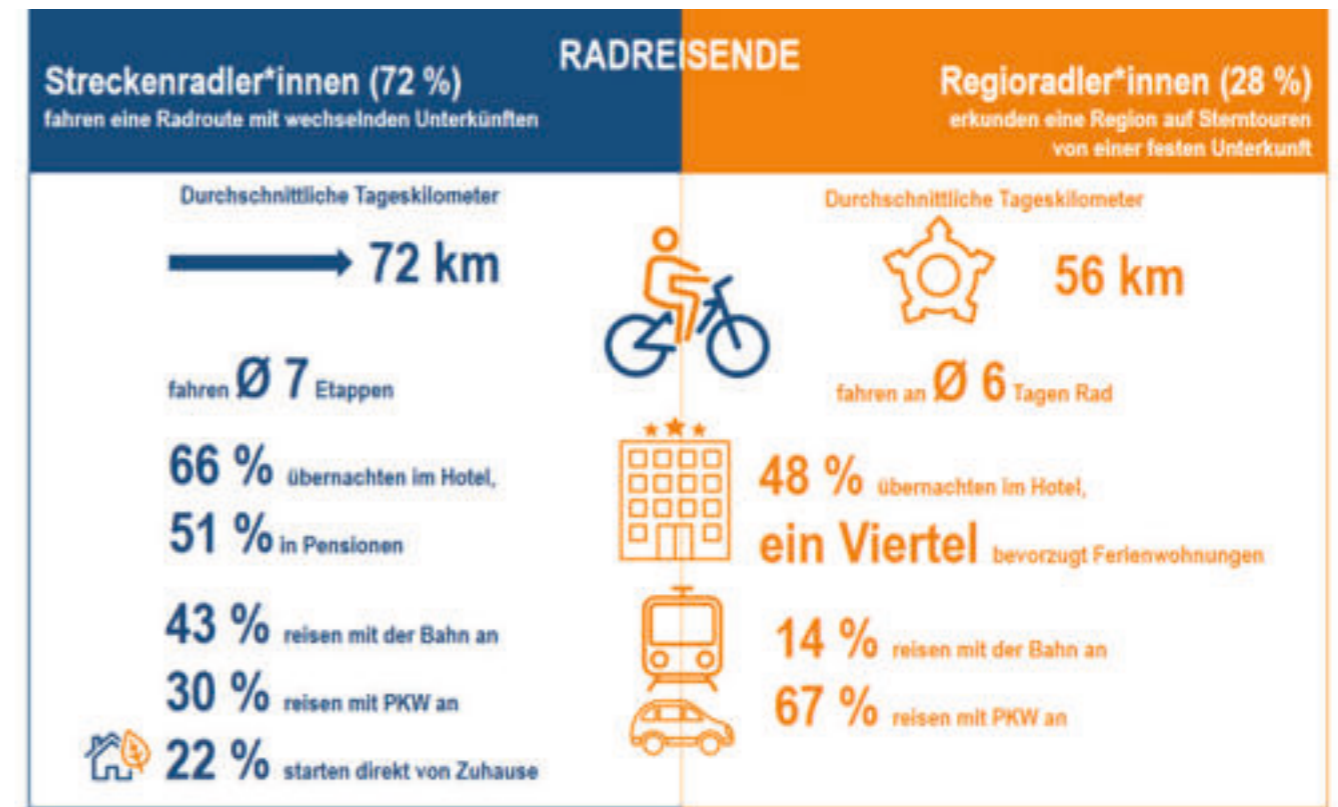 RADREISENDE
Streckenradler*innen (72 %)
fahren eine Radroute mit wechselnden Unterkünften
Durchschnittliche Tageskilometer
72 km
fahren Ø 7 Etappen
66 % übernachten im Hotel,
51 % in Pensionen
43 % reisen mit der Bahn an
30 % reisen mit PKW an
22 % starten direkt von Zuhause
Regioradler*innen (28 %)
erkunden eine Region auf Sterntouren
von einer festen Unterkunft
Durchschnittliche Tageskilometer
56 km
fahren an Ø 6 Tagen Rad
48 % übernachten im Hotel,
ein Viertel bevorzugt Ferienwohnungen
14 % reisen mit der Bahn an
67 % reisen mit PKW an